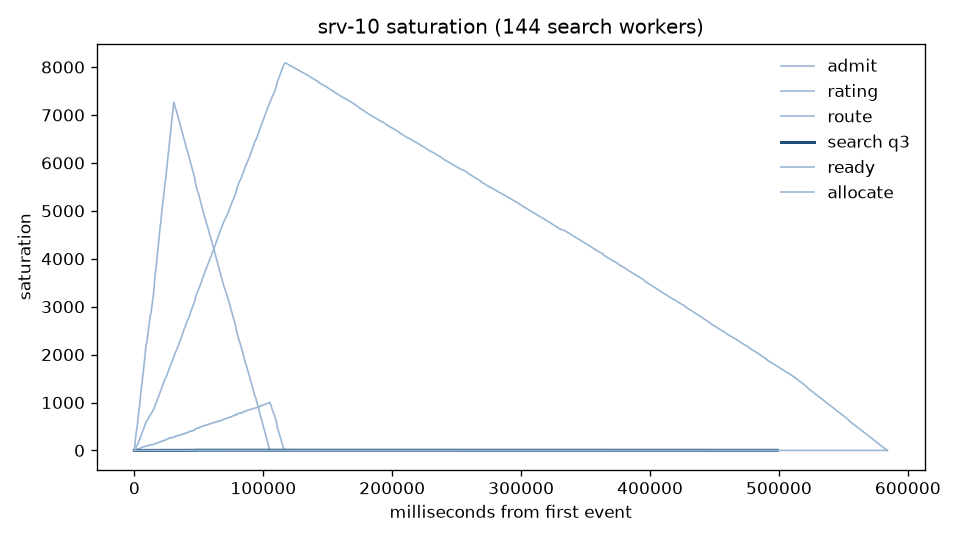 srv-10 saturation (144 search workers)
admit
rating
route
search q3
ready
allocate
saturation
8000
7000
6000
5000
4000
3000
2000
1000
0
0 100000 200000 300000 400000 500000 600000
milliseconds from first event